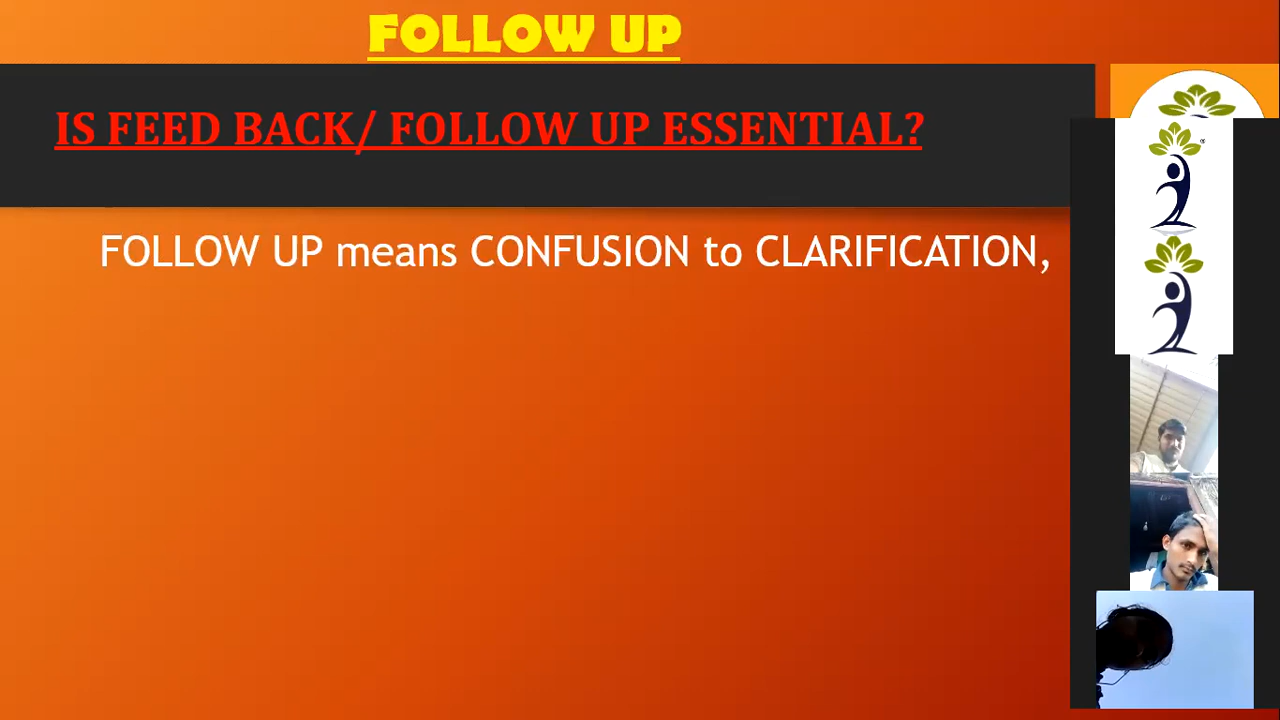 FOLLOW UP
IS FEED BACK/ FOLLOW UP ESSENTIAL?
FOLLOW UP means CONFUSION to CLARIFICATION,